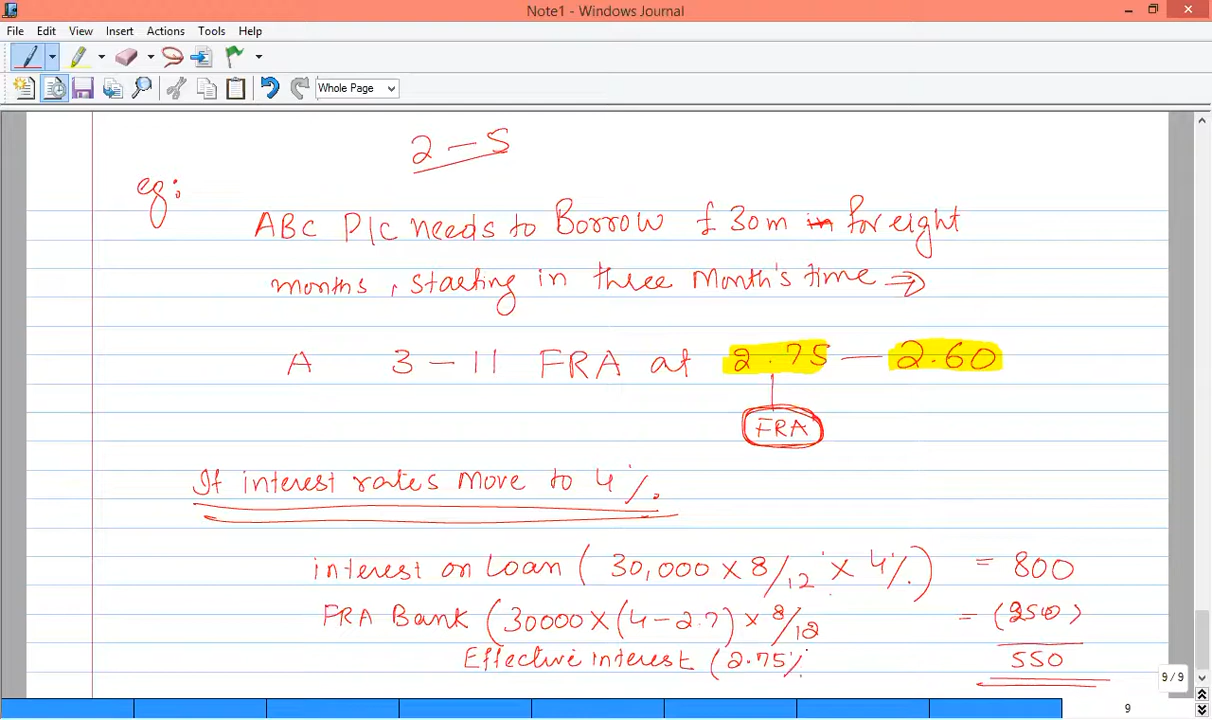 Note1 - Windows Journal
File Edit View Insert Actions Tools Help
Whole Page
2 - 5
eg:
ABC Plc needs to Borrow £ 30m for eight
months, starting in three Month's time ⇒
A 3 - 11 FRA at 2.75 - 2.60
FRA
If interest rates move to 4%.
interest on Loan (30,000 X 8/12 X 4%.) = 800
FRA Bank (30000 X (4 - 2.7) X 8/12 = (250)
Effective interest (2.75% 550
9 / 9
9